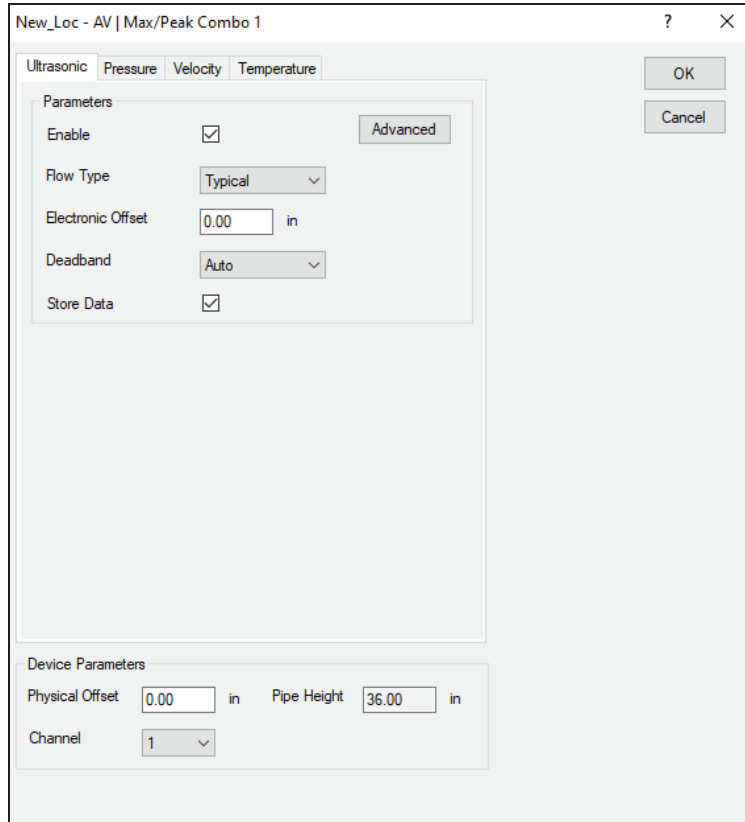 New_Loc - AV | Max/Peak Combo 1 ?
Ultrasonic Pressure Velocity Temperature
OK
Cancel
Parameters
Enable Advanced
Flow Type Typical
Electronic Offset 0.00 in
Deadband Auto
Store Data
Device Parameters
Physical Offset 0.00 in Pipe Height 36.00 in
Channel 1